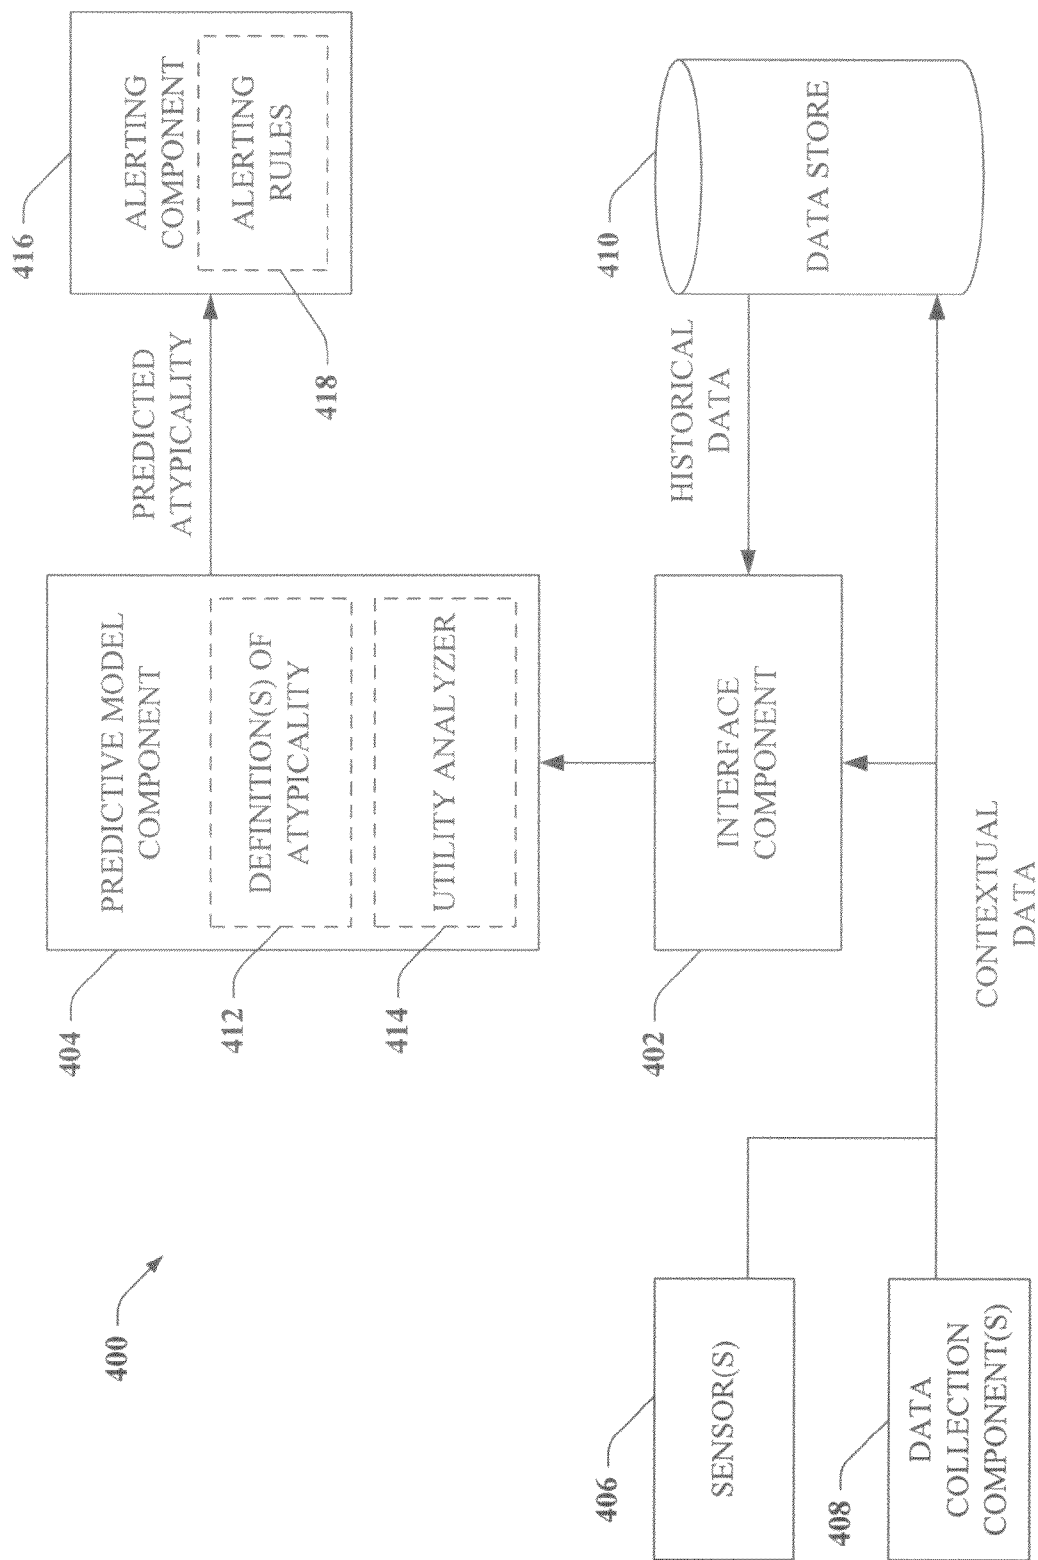 400
404
PREDICTIVE MODEL
COMPONENT
412
DEFINITION(S) OF
ATYPICALITY
414
UTILITY ANALYZER
PREDICTED
ATYPICALITY
416
ALERTING
COMPONENT
ALERTING
RULES
418
406
SENSOR(S)
408
DATA
COLLECTION
COMPONENT(S)
402
INTERFACE
COMPONENT
HISTORICAL
DATA
410
DATA STORE
CONTEXTUAL
DATA